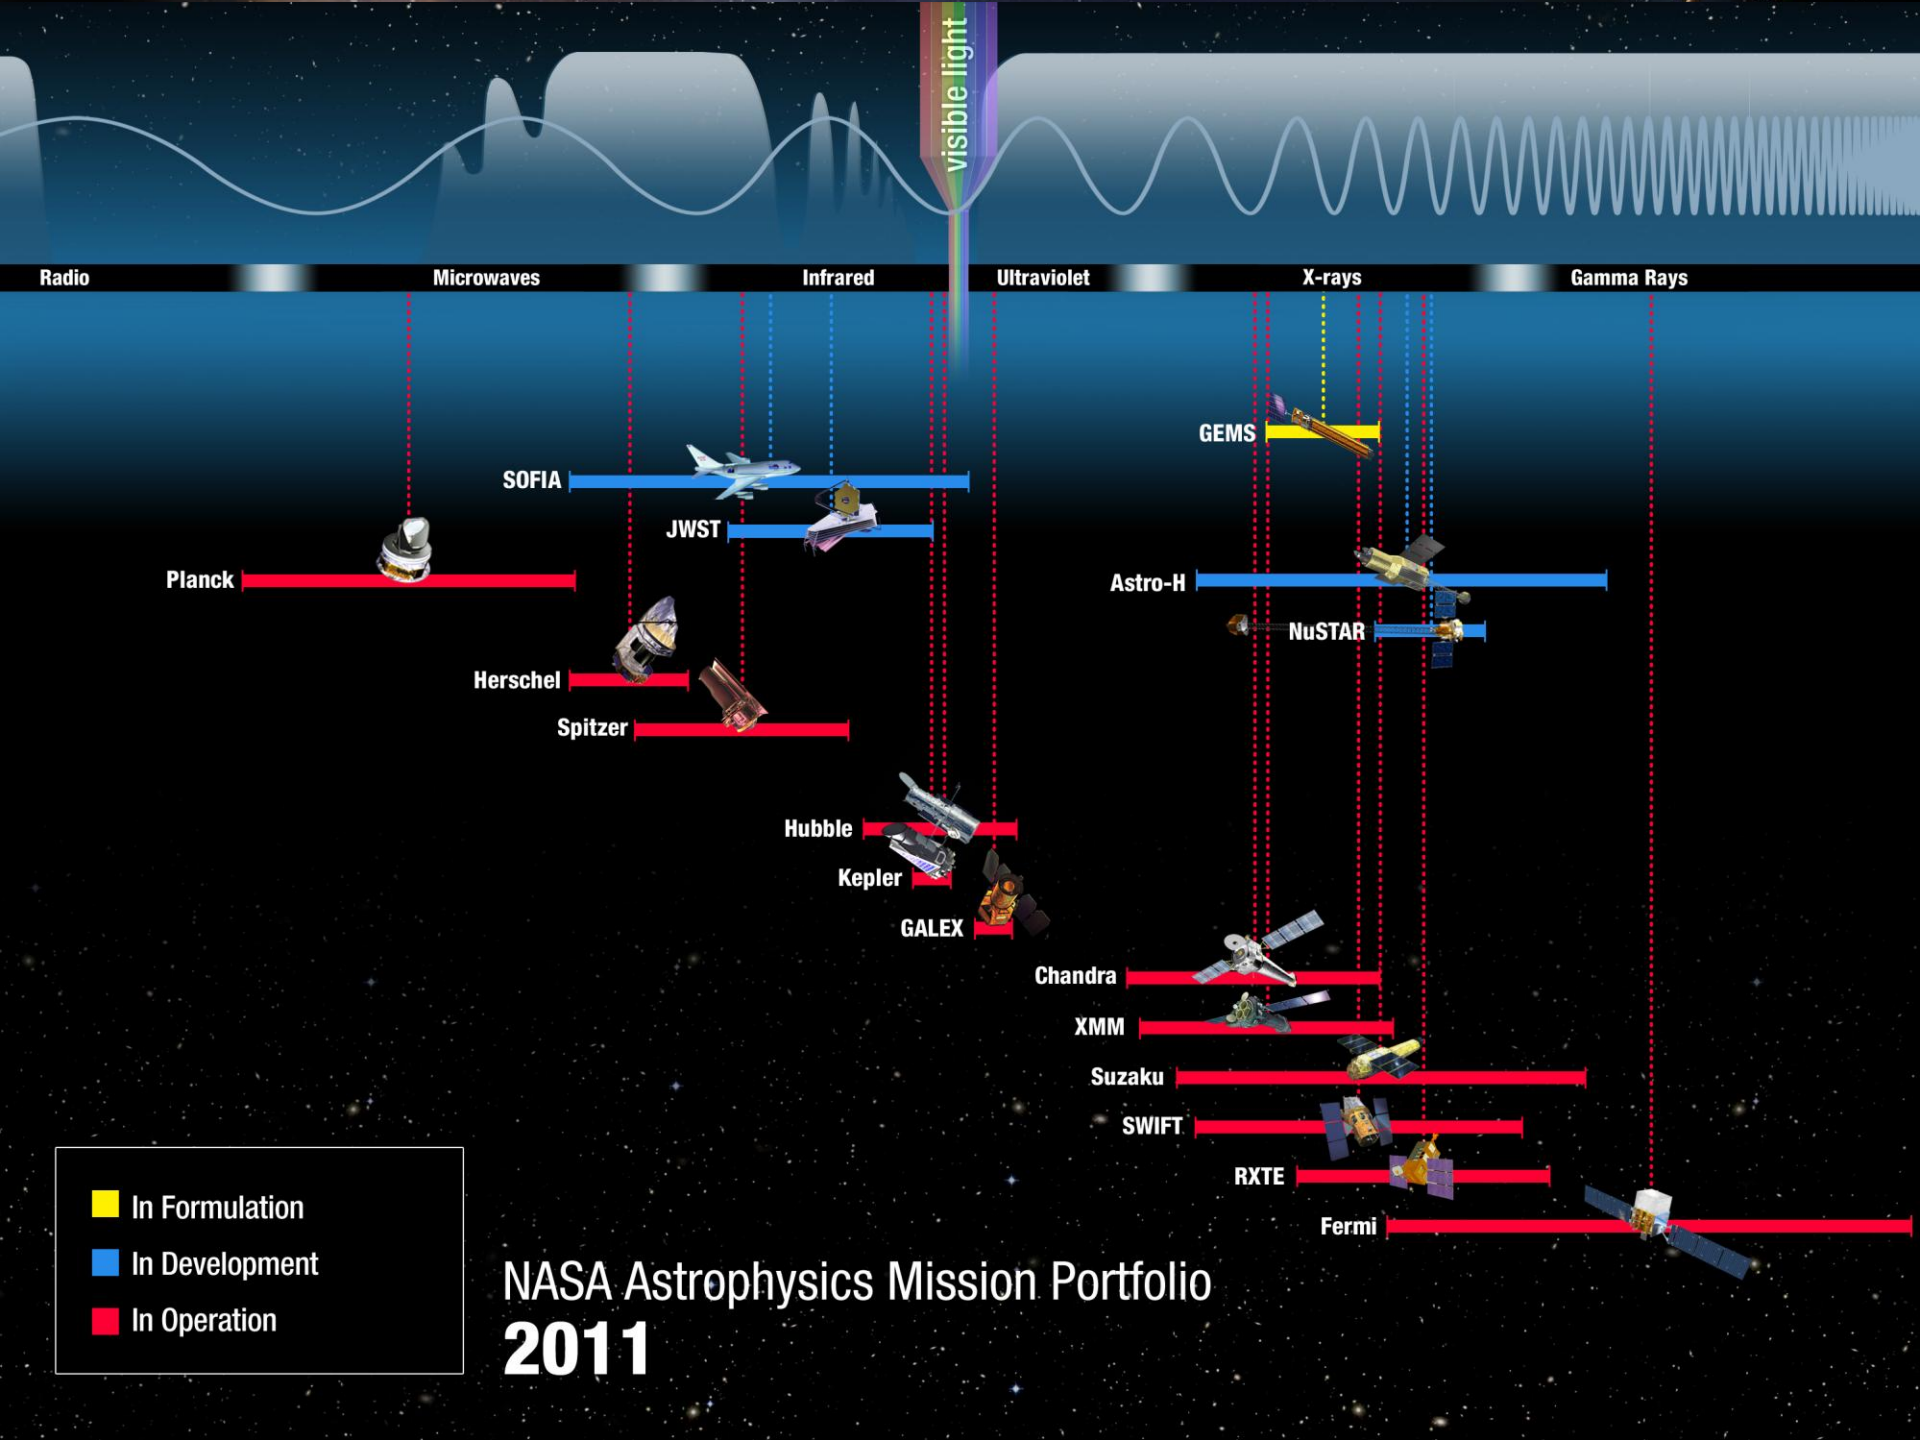 visible light
Radio
Microwaves
Infrared
Ultraviolet
X-rays
Gamma Rays
GEMS
SOFIA
JWST
Planck
Astro-H
NuSTAR
Herschel
Spitzer
Hubble
Kepler
GALEX
Chandra
XMM
Suzaku
SWIFT
RXTE
Fermi
In Formulation
In Development
In Operation
NASA Astrophysics Mission Portfolio
2011